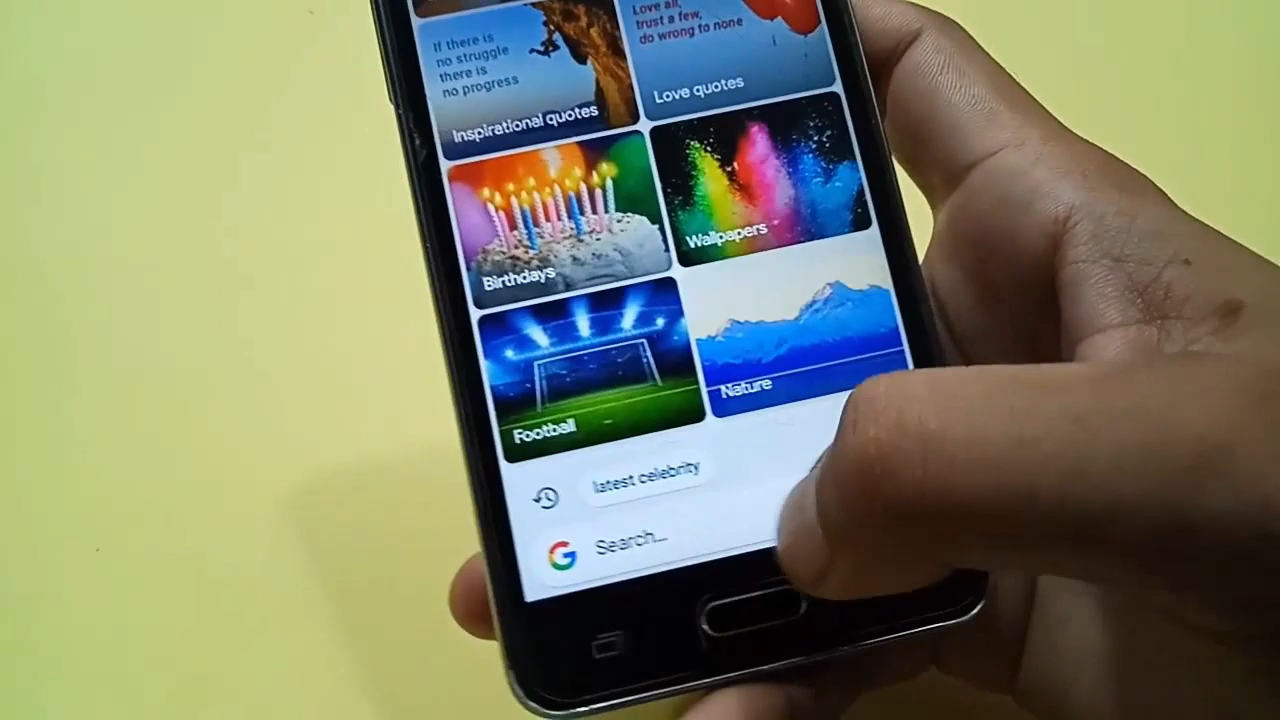 If there is
no struggle
there is
no progress
Inspirational quotes
Love all,
trust a few,
do wrong to none
Love quotes
Birthdays
Wallpapers
Football
Nature
latest celebrity
Search...